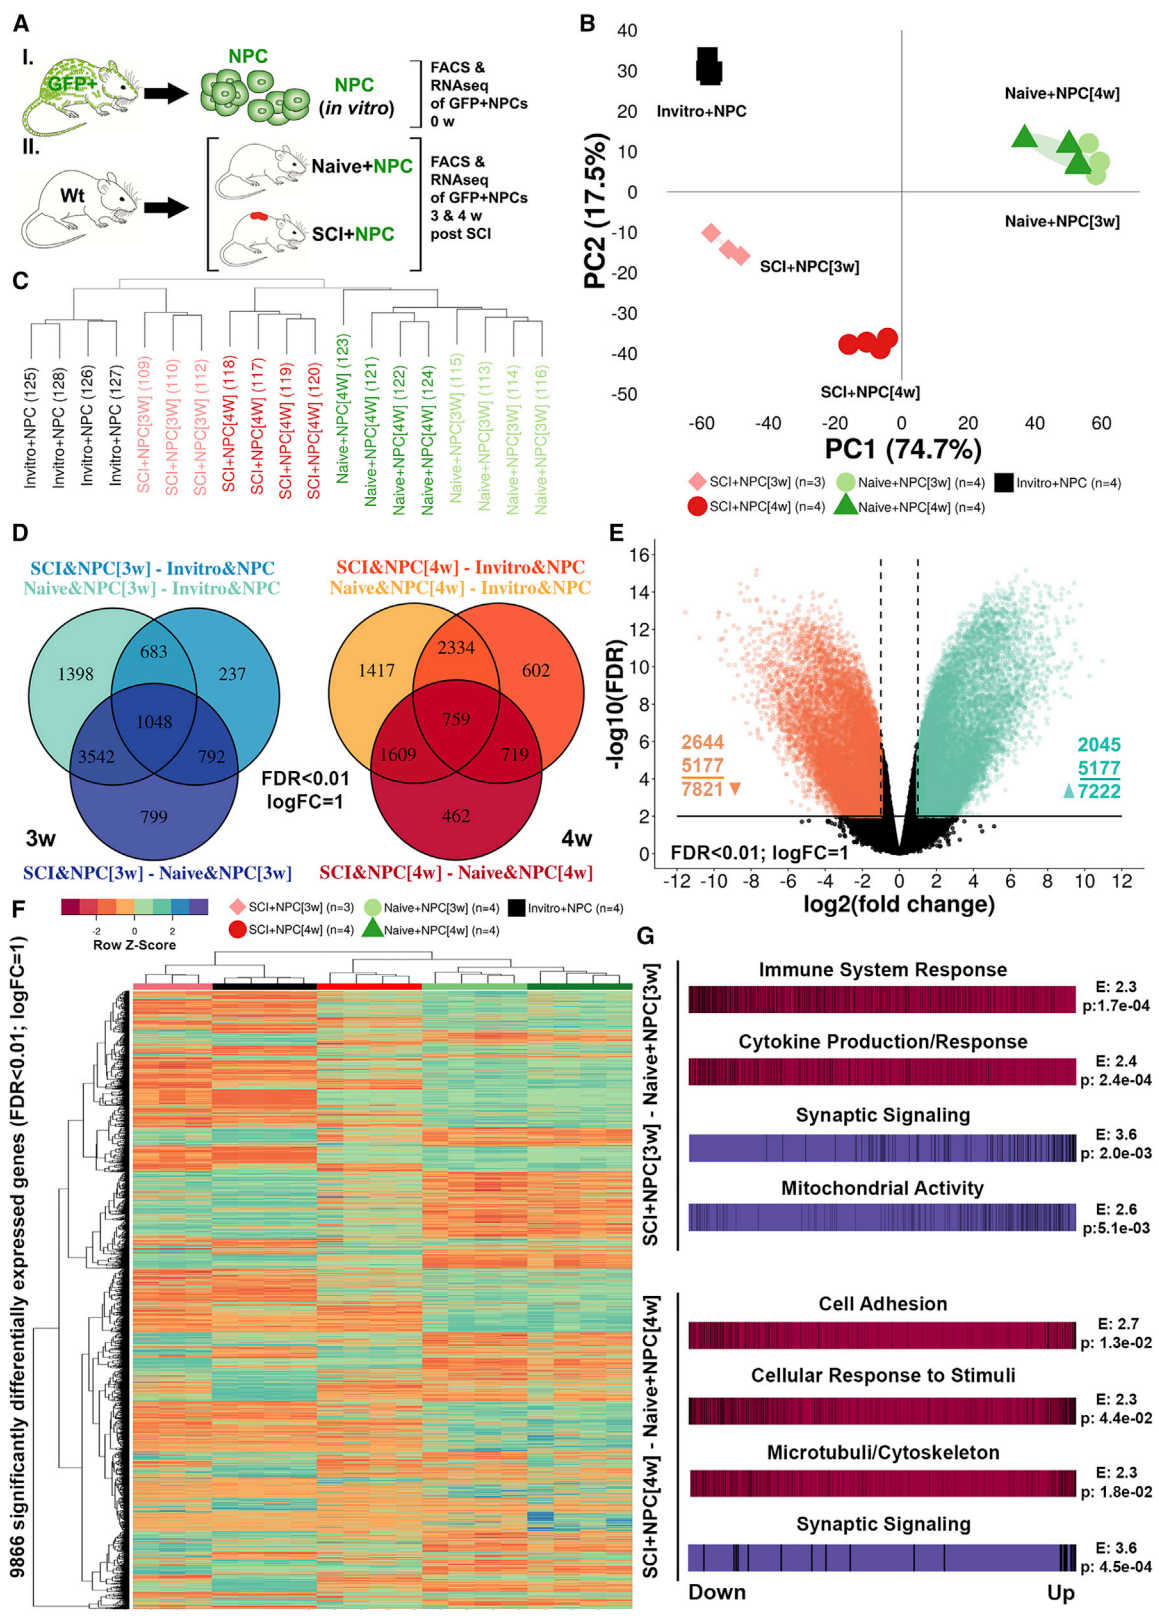 A
I.
GFP+
NPC
NPC
(in vitro)
FACS &
RNAseq
of GFP+NPCs
0 w
II.
Wt
Naive+NPC
SCI+NPC
FACS &
RNAseq
of GFP+NPCs
3 & 4 w
post SCI
B
PC2 (17.5%)
40
30
20
10
0
-10
-20
-30
-40
-50
Invitro+NPC
Naive+NPC[4w]
Naive+NPC[3w]
SCI+NPC[3w]
SCI+NPC[4w]
-60
-40
-20
0
20
40
60
PC1 (74.7%)
SCI+NPC[3w] (n=3)
Naive+NPC[3w] (n=4)
Invitro+NPC (n=4)
SCI+NPC[4w] (n=4)
Naive+NPC[4w] (n=4)
C
Invitro+NPC (125)
Invitro+NPC (128)
Invitro+NPC (126)
Invitro+NPC (127)
SCI+NPC[3W] (109)
SCI+NPC[3W] (110)
SCI+NPC[3W] (112)
SCI+NPC[4W] (118)
SCI+NPC[4W] (117)
SCI+NPC[4W] (119)
SCI+NPC[4W] (120)
Naive+NPC[4W] (123)
Naive+NPC[4W] (121)
Naive+NPC[4W] (122)
Naive+NPC[4W] (124)
Naive+NPC[3W] (115)
Naive+NPC[3W] (113)
Naive+NPC[3W] (114)
Naive+NPC[3W] (116)
D
SCI&NPC[3w] - Invitro&NPC
Naive&NPC[3w] - Invitro&NPC
1398
683
237
1048
3542
792
799
3w
SCI&NPC[3w] - Naive&NPC[3w]
FDR<0.01
logFC=1
SCI&NPC[4w] - Invitro&NPC
Naive&NPC[4w] - Invitro&NPC
1417
2334
602
759
1609
719
462
4w
SCI&NPC[4w] - Naive&NPC[4w]
E
-log10(FDR)
16
14
12
10
8
6
4
2
0
2644
5177
7821
2045
5177
7222
FDR<0.01; logFC=1
-12
-10
-8
-6
-4
-2
0
2
4
6
8
10
12
log2(fold change)
F
-2
0
2
Row Z-Score
SCI+NPC[3w] (n=3)
Naive+NPC[3w] (n=4)
Invitro+NPC (n=4)
SCI+NPC[4w] (n=4)
Naive+NPC[4w] (n=4)
9866 significantly differentially expressed genes (FDR<0.01; logFC=1)
G
SCI+NPC[3w] - Naive+NPC[3w]
Immune System Response
E: 2.3
p:1.7e-04
Cytokine Production/Response
E: 2.4
p: 2.4e-04
Synaptic Signaling
E: 3.6
p: 2.0e-03
Mitochondrial Activity
E: 2.6
p:5.1e-03
SCI+NPC[4w] - Naive+NPC[4w]
Cell Adhesion
E: 2.7
p: 1.3e-02
Cellular Response to Stimuli
E: 2.3
p: 4.4e-02
Microtubuli/Cytoskeleton
E: 2.3
p: 1.8e-02
Synaptic Signaling
E: 3.6
p: 4.5e-04
Down
Up